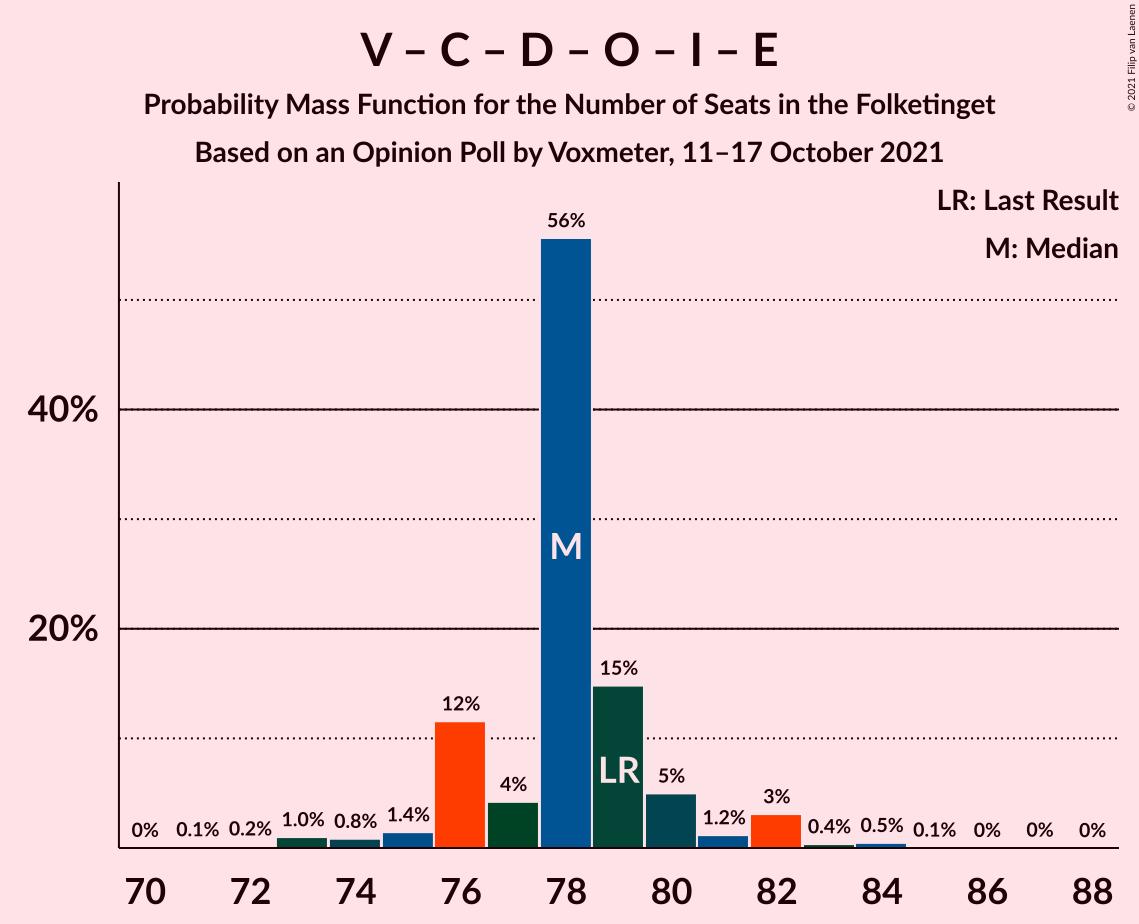 V – C – D – O – I – E
Probability Mass Function for the Number of Seats in the Folketinget
Based on an Opinion Poll by Voxmeter, 11–17 October 2021
© 2021 Filip van Laenen
LR: Last Result
M: Median
40%
20%
0%
0.1%
0.2%
1.0%
0.8%
1.4%
12%
4%
56%
M
15%
LR
5%
1.2%
3%
0.4%
0.5%
0.1%
0%
0%
0%
70 72 74 76 78 80 82 84 86 88